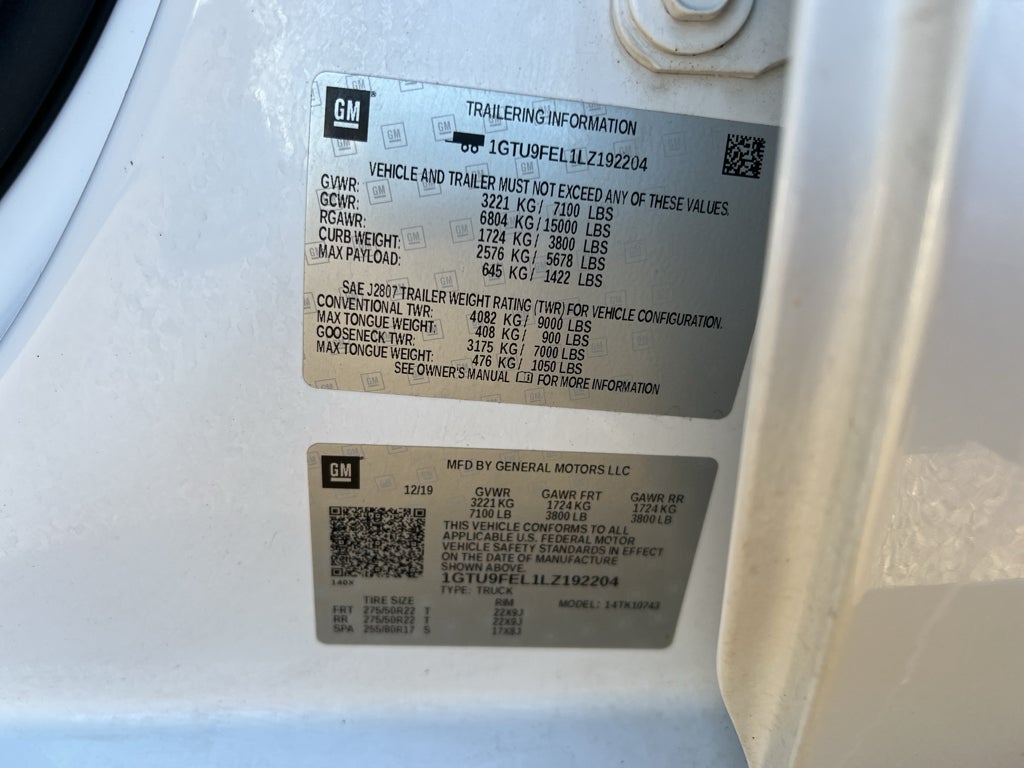 GM
TRAILERING INFORMATION
1GTU9FEL1LZ192204
VEHICLE AND TRAILER MUST NOT EXCEED ANY OF THESE VALUES.
GVWR: 3221 KG/ 7100 LBS
GCWR: 6804 KG/15000 LBS
RGAWR: 1724 KG/ 3800 LBS
CURB WEIGHT: 2576 KG/ 5678 LBS
MAX PAYLOAD: 645 KG/ 1422 LBS
SAE J2807 TRAILER WEIGHT RATING (TWR) FOR VEHICLE CONFIGURATION.
CONVENTIONAL TWR: 4082 KG/ 9000 LBS
MAX TONGUE WEIGHT: 408 KG/ 900 LBS
GOOSENECK TWR: 3175 KG/ 7000 LBS
MAX TONGUE WEIGHT: 476 KG/ 1050 LBS
SEE OWNER'S MANUAL FOR MORE INFORMATION
GM
MFD BY GENERAL MOTORS LLC
12/19 GVWR GAWR FRT GAWR RR
3221 KG 1724 KG 1724 KG
7100 LB 3800 LB 3800 LB
THIS VEHICLE CONFORMS TO ALL
APPLICABLE U.S. FEDERAL MOTOR
VEHICLE SAFETY STANDARDS IN EFFECT
ON THE DATE OF MANUFACTURE
SHOWN ABOVE.
1GTU9FEL1LZ192204
140X TYPE: TRUCK
TIRE SIZE RIM MODEL: 14TK10743
FRT 275/50R22 T 22X9J
RR 275/50R22 T 22X9J
SPA 255/80R17 S 17X8J